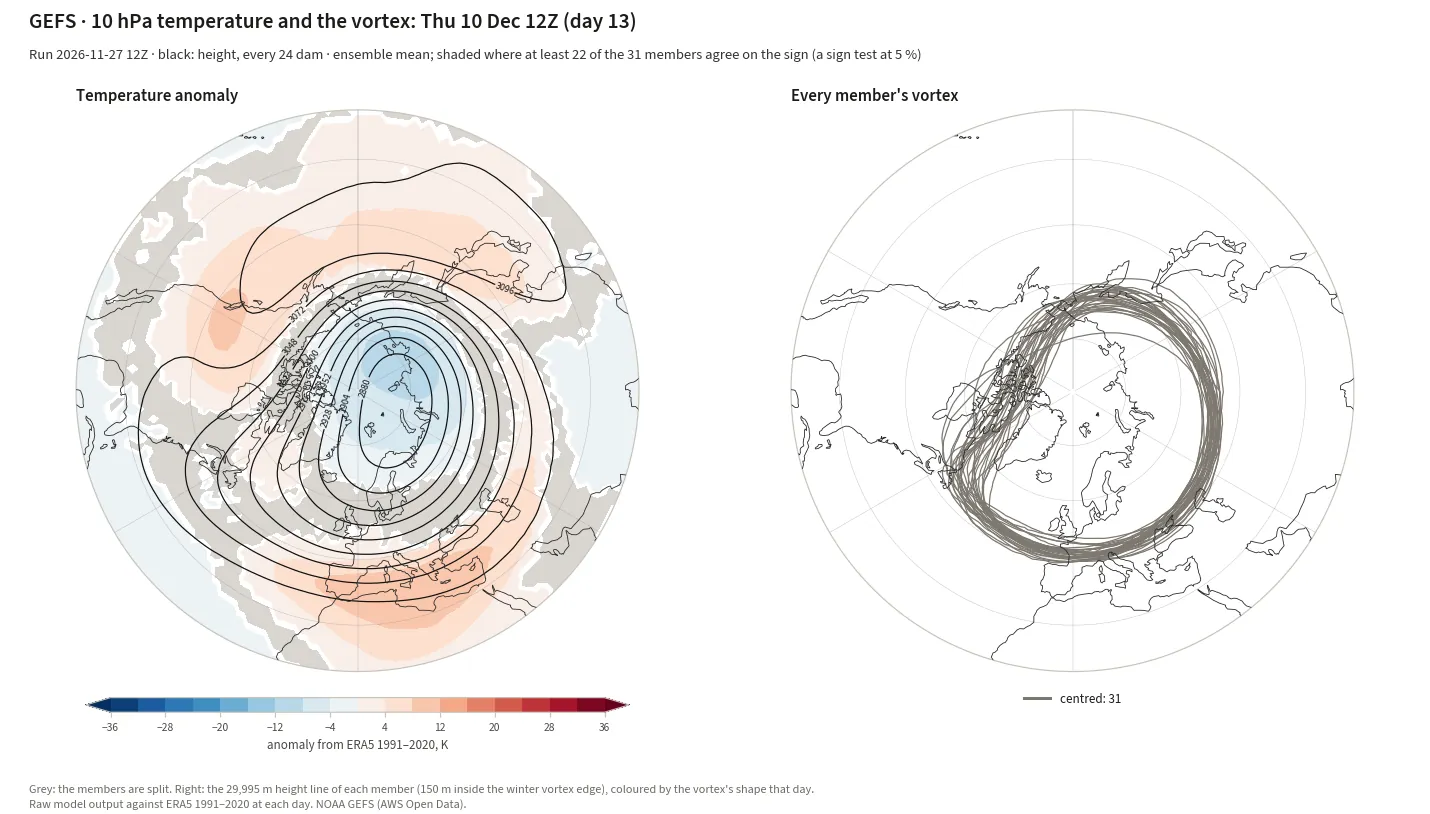 GEFS · 10 hPa temperature and the vortex: Thu 10 Dec 12Z (day 13)
Run 2026-11-27 12Z · black: height, every 24 dam · ensemble mean; shaded where at least 22 of the 31 members agree on the sign (a sign test at 5 %)
Temperature anomaly
Every member's vortex
3096
3072
3048
2880
2904
2928
−36 −28 −20 −12 −4 4 12 20 28 36
anomaly from ERA5 1991–2020, K
centred: 31
Grey: the members are split. Right: the 29,995 m height line of each member (150 m inside the winter vortex edge), coloured by the vortex's shape that day.
Raw model output against ERA5 1991–2020 at each day. NOAA GEFS (AWS Open Data).